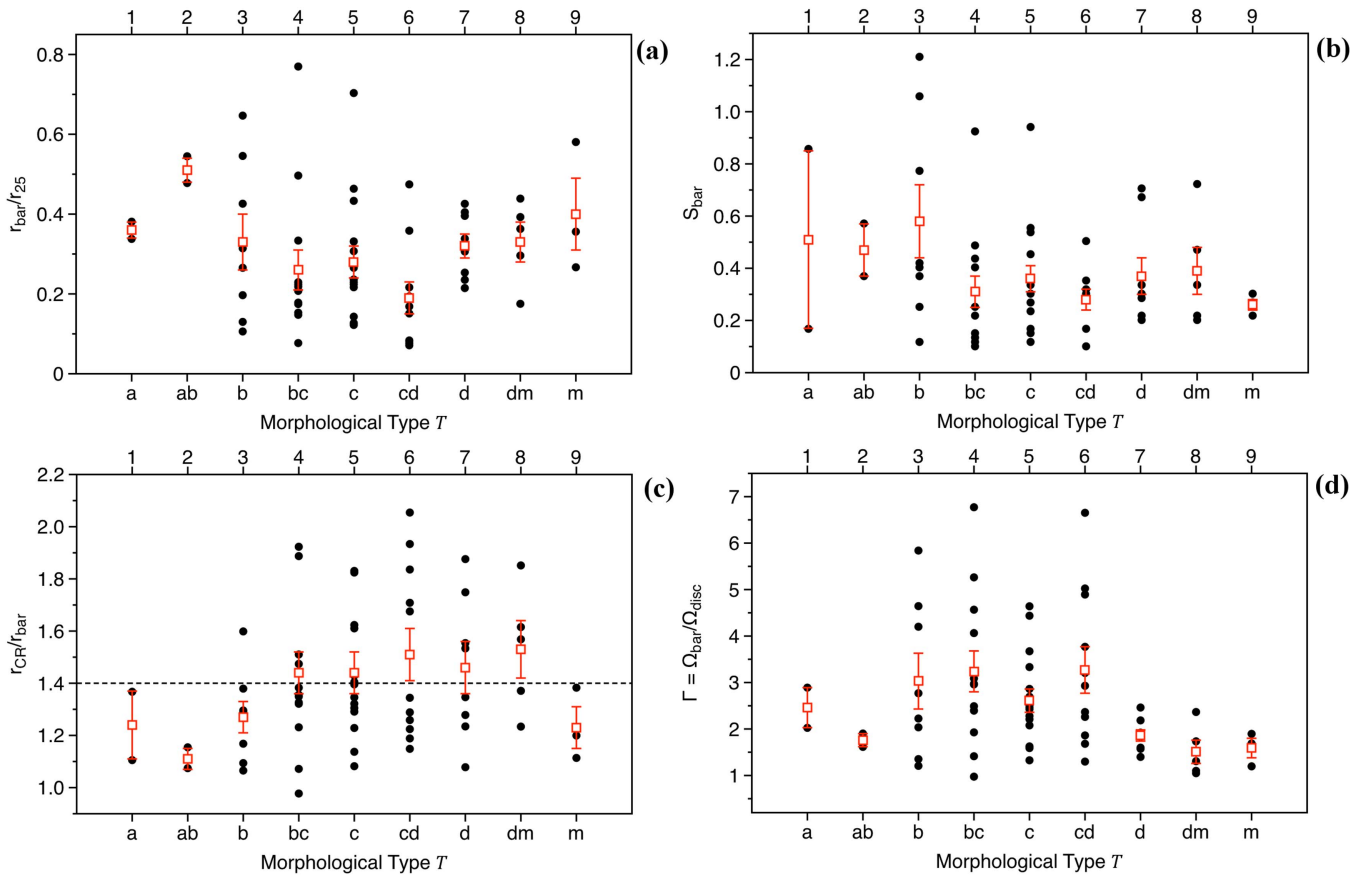 1 2 3 4 5 6 7 8 9
(a)
0.8
0.6
0.4
0.2
0
r_bar/r_25
a ab b bc c cd d dm m
Morphological Type T
1 2 3 4 5 6 7 8 9
(b)
1.2
1.0
0.8
0.6
0.4
0.2
0
S_bar
a ab b bc c cd d dm m
Morphological Type T
1 2 3 4 5 6 7 8 9
(c)
2.2
2.0
1.8
1.6
1.4
1.2
1.0
r_CR/r_bar
a ab b bc c cd d dm m
Morphological Type T
1 2 3 4 5 6 7 8 9
(d)
7
6
5
4
3
2
1
Γ = Ω_bar/Ω_disc
a ab b bc c cd d dm m
Morphological Type T